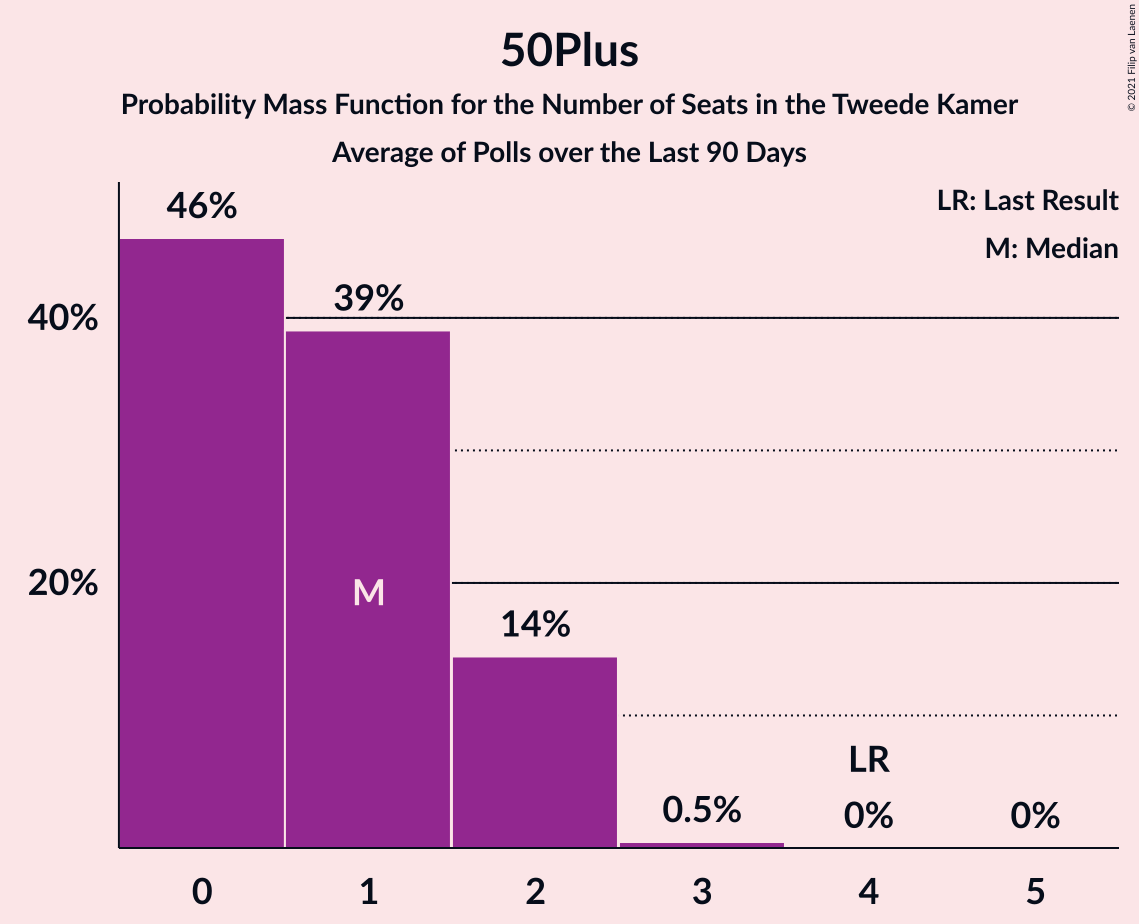 50Plus
Probability Mass Function for the Number of Seats in the Tweede Kamer
Average of Polls over the Last 90 Days
© 2021 Filip van Laenen
LR: Last Result
M: Median
46%
39%
40%
M
20%
14%
LR
0.5%
0%
0%
0
1
2
3
4
5